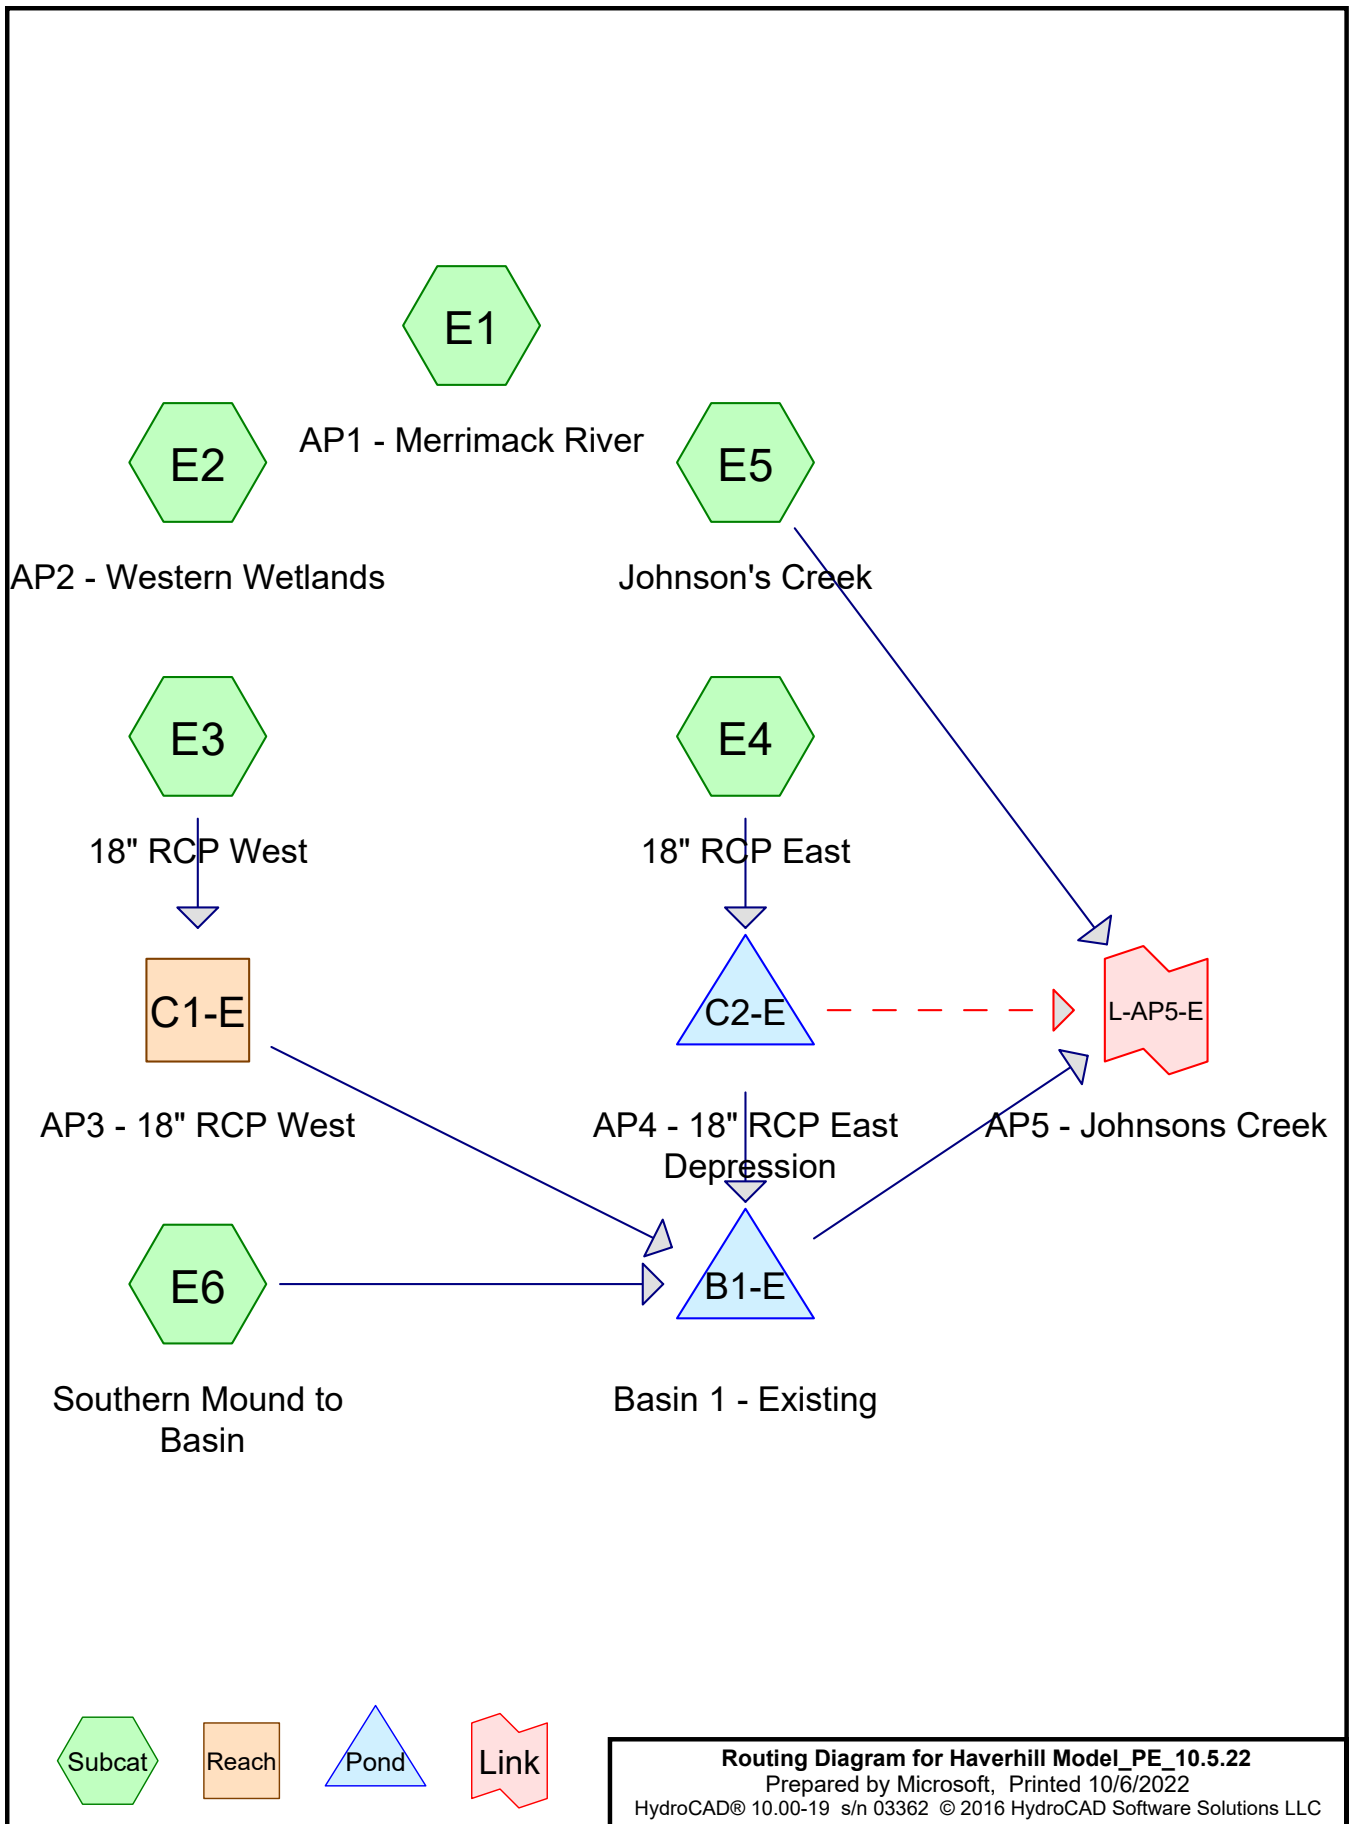 E1
AP1 - Merrimack River
E2
AP2 - Western Wetlands
E5
Johnson's Creek
E3
18" RCP West
E4
18" RCP East
C1-E
AP3 - 18" RCP West
C2-E
AP4 - 18" RCP East
Depression
L-AP5-E
AP5 - Johnsons Creek
E6
Southern Mound to
Basin
B1-E
Basin 1 - Existing
Subcat
Reach
Pond
Link
Routing Diagram for Haverhill Model_PE_10.5.22
Prepared by Microsoft, Printed 10/6/2022
HydroCAD® 10.00-19 s/n 03362 © 2016 HydroCAD Software Solutions LLC